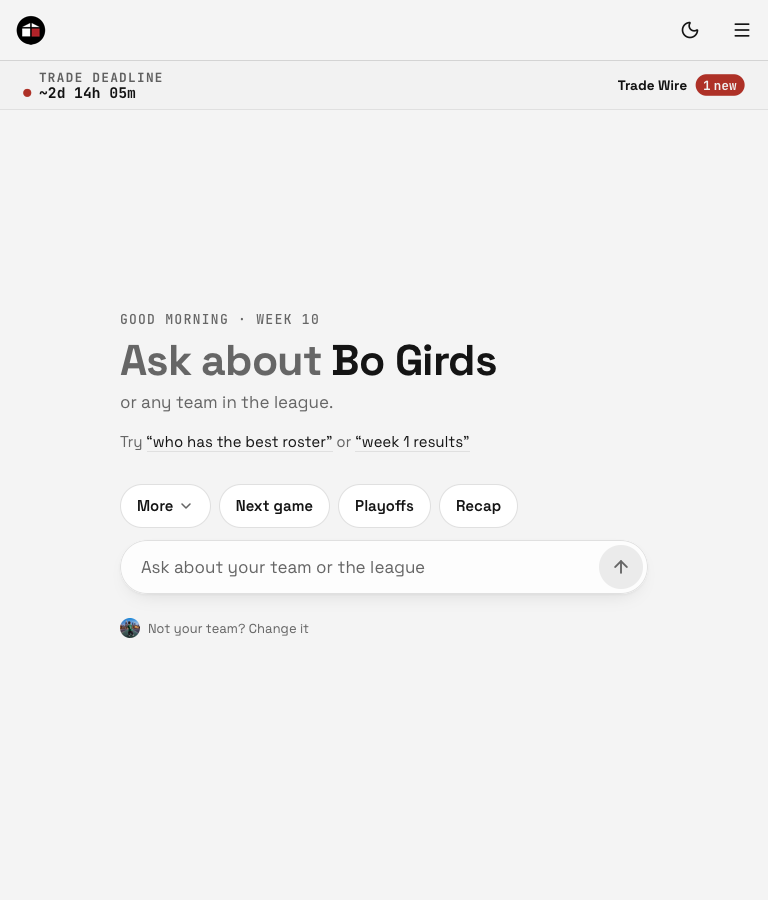 TRADE DEADLINE
~2d 14h 05m
Trade Wire 1 new
GOOD MORNING · WEEK 10
Ask about Bo Girds
or any team in the league.
Try “who has the best roster” or “week 1 results”
More Next game Playoffs Recap
Ask about your team or the league
Not your team? Change it